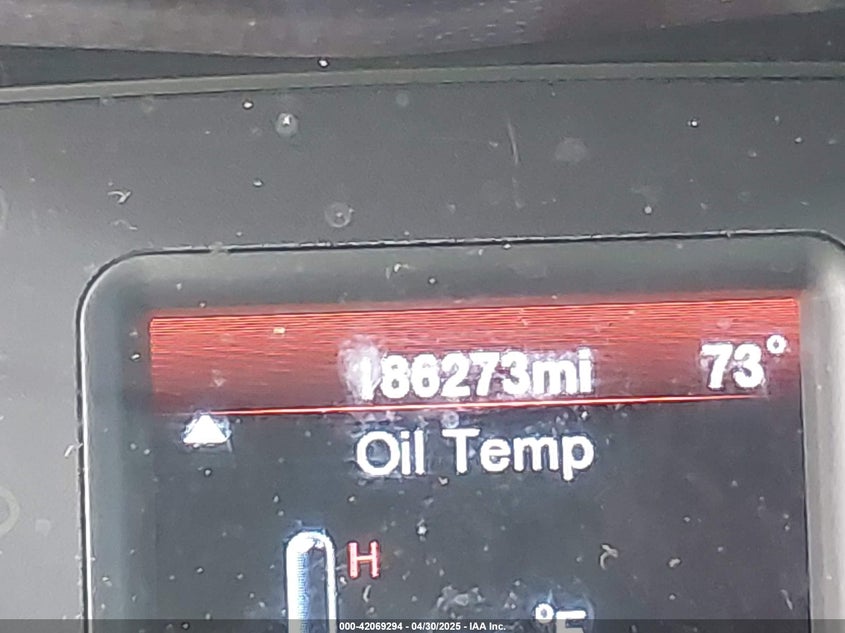 186273mi 73°
Oil Temp
H
°F
000-42069294 - 04/30/2025 - IAA Inc.